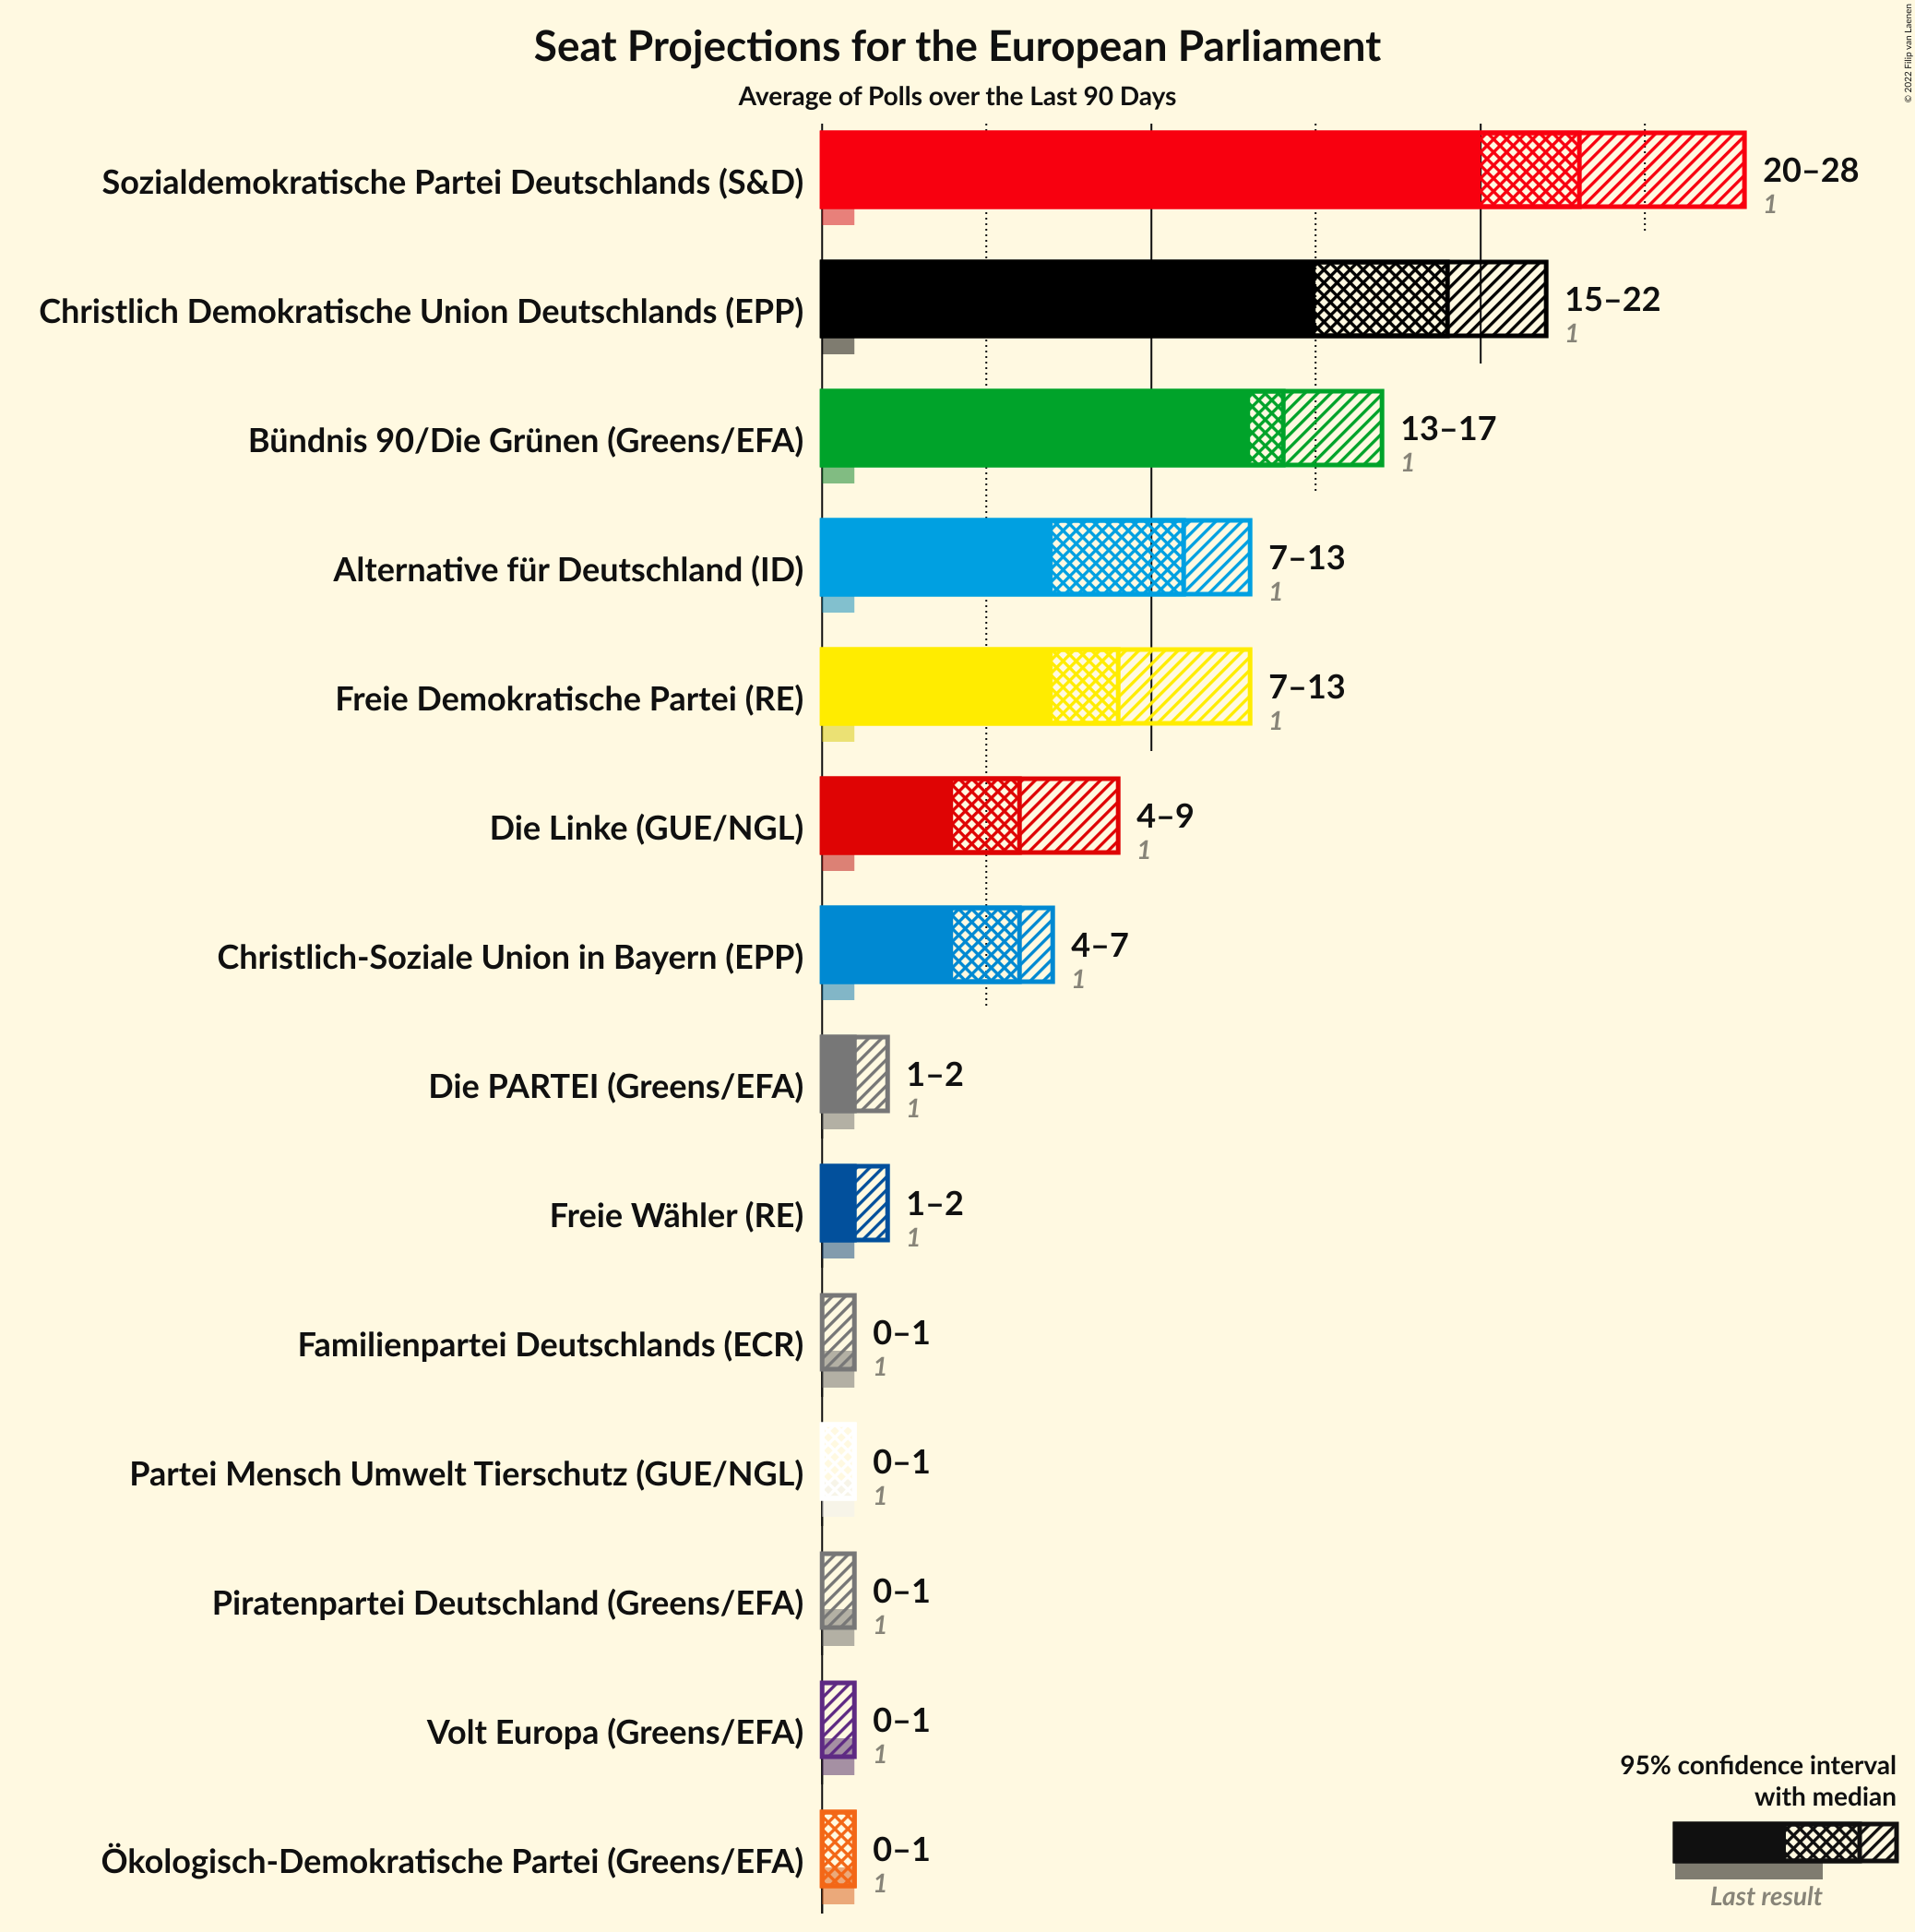 © 2022 Filip van Laenen
Seat Projections for the European Parliament
Average of Polls over the Last 90 Days
Sozialdemokratische Partei Deutschlands (S&D)
20–28
1
Christlich Demokratische Union Deutschlands (EPP)
15–22
1
Bündnis 90/Die Grünen (Greens/EFA)
13–17
1
Alternative für Deutschland (ID)
7–13
1
Freie Demokratische Partei (RE)
7–13
1
Die Linke (GUE/NGL)
4–9
1
Christlich-Soziale Union in Bayern (EPP)
4–7
1
Die PARTEI (Greens/EFA)
1–2
1
Freie Wähler (RE)
1–2
1
Familienpartei Deutschlands (ECR)
0–1
1
Partei Mensch Umwelt Tierschutz (GUE/NGL)
0–1
1
Piratenpartei Deutschland (Greens/EFA)
0–1
1
Volt Europa (Greens/EFA)
0–1
1
Ökologisch-Demokratische Partei (Greens/EFA)
0–1
1
95% confidence interval
with median
Last result